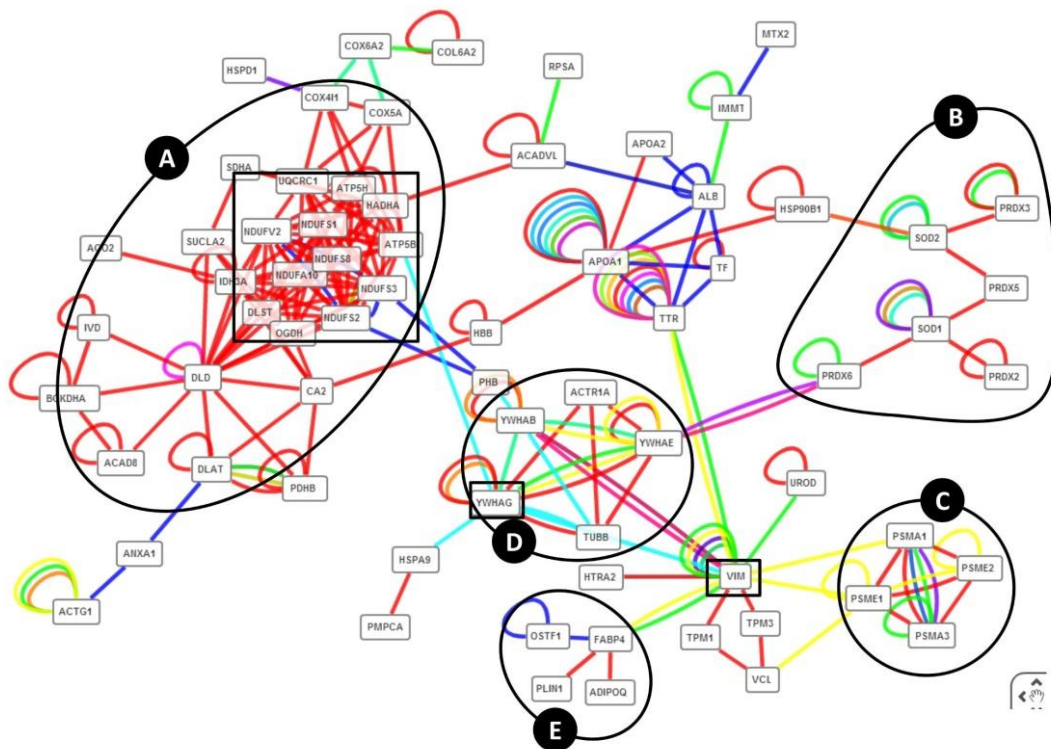 MTX2
COX6A2
COL6A2
HSPD1
RPSA
COX4I1
IMMT
COX5A
B
A
APOA2
SDHA
ACADVL
UQCRC1
ATP5H
ALB
HSP90B1
PRDX3
HADHA
NDUFV2
NDUFS1
SOD2
SUCLA2
ATP5B
AGO2
NDUFS8
APOA1
TF
IDH3A
NDUFA10
NDUFS3
PRDX5
DLST
NDUFS2
TTR
IVD
OGDH
HBB
SOD1
DLD
PRDX6
PRDX2
BCKDHA
CA2
PHB
ACTR1A
YWHAB
YWHAE
ACAD8
DLAT
PDHB
UROD
YWHAG
C
D
TUBB
PSMA1
ANXA1
HSPA9
HTRA2
VIM
PSME2
PSME1
ACTG1
PMPCA
OSTF1
FABP4
TPM1
TPM3
PSMA3
VCL
PLIN1
ADIPOQ
E